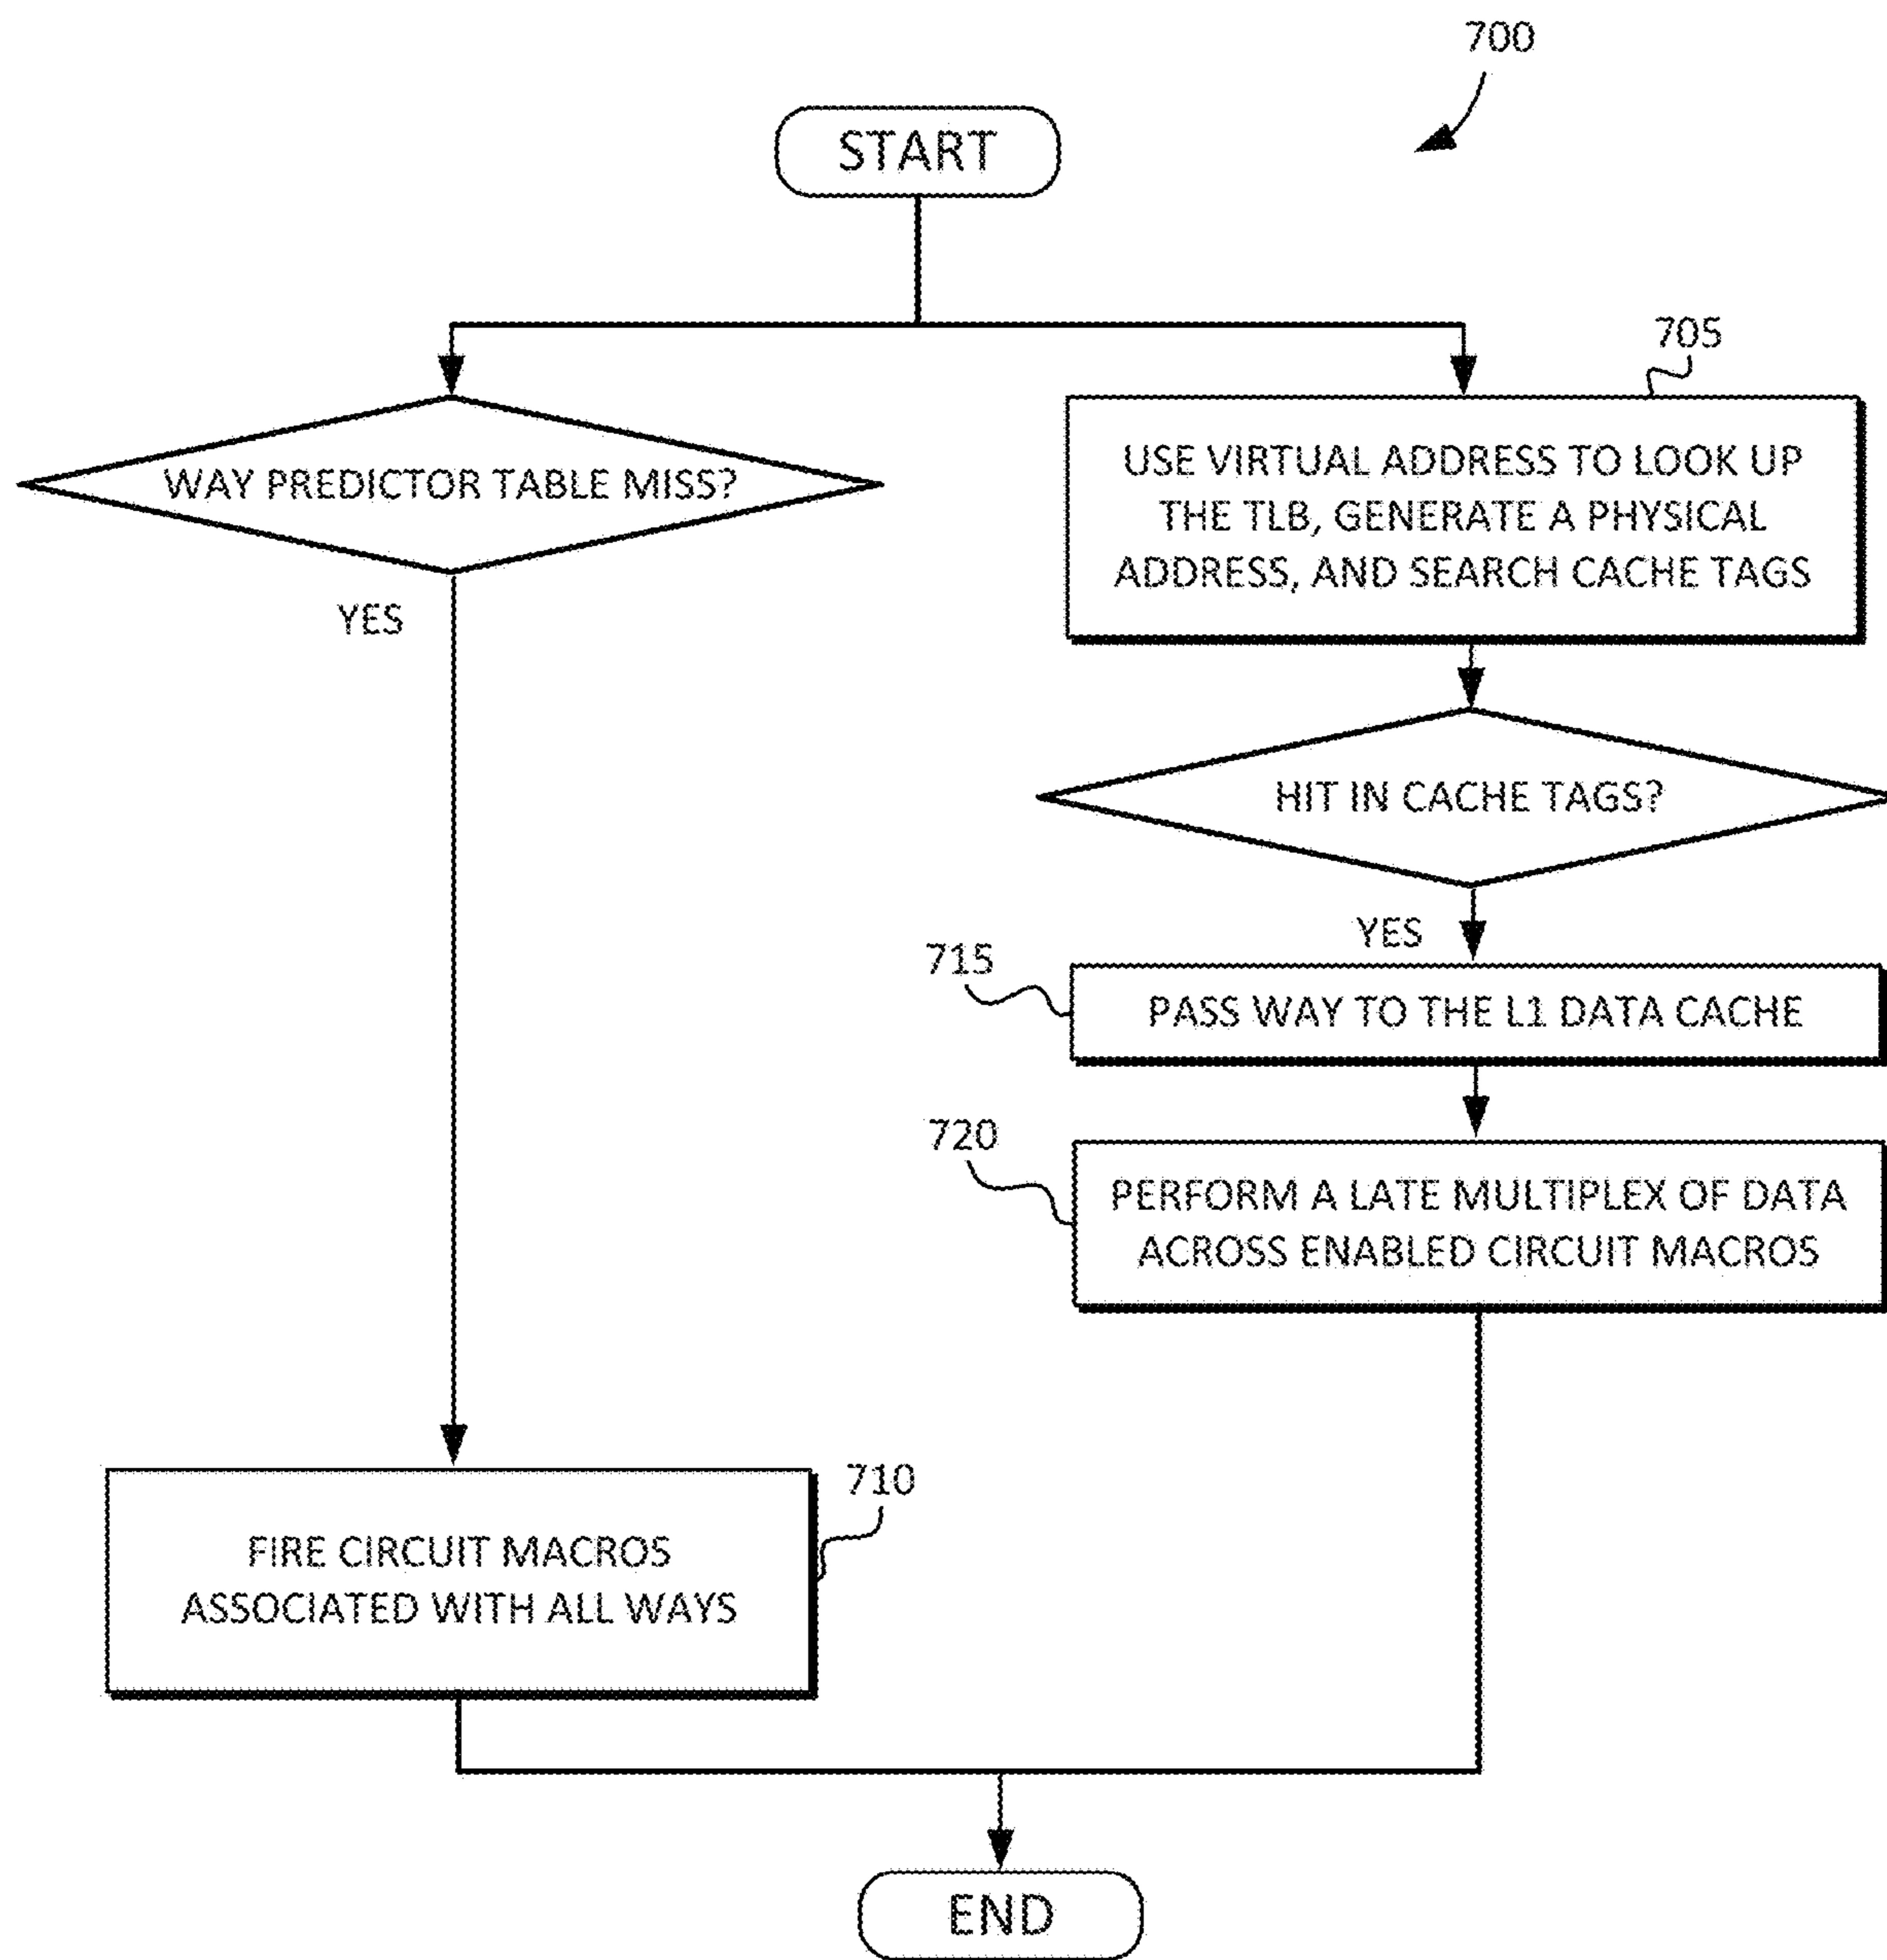 700
START
705
WAY PREDICTOR TABLE MISS?
USE VIRTUAL ADDRESS TO LOOK UP
THE TLB, GENERATE A PHYSICAL
ADDRESS, AND SEARCH CACHE TAGS
YES
HIT IN CACHE TAGS?
YES
715
PASS WAY TO THE L1 DATA CACHE
720
PERFORM A LATE MULTIPLEX OF DATA
ACROSS ENABLED CIRCUIT MACROS
710
FIRE CIRCUIT MACROS
ASSOCIATED WITH ALL WAYS
END